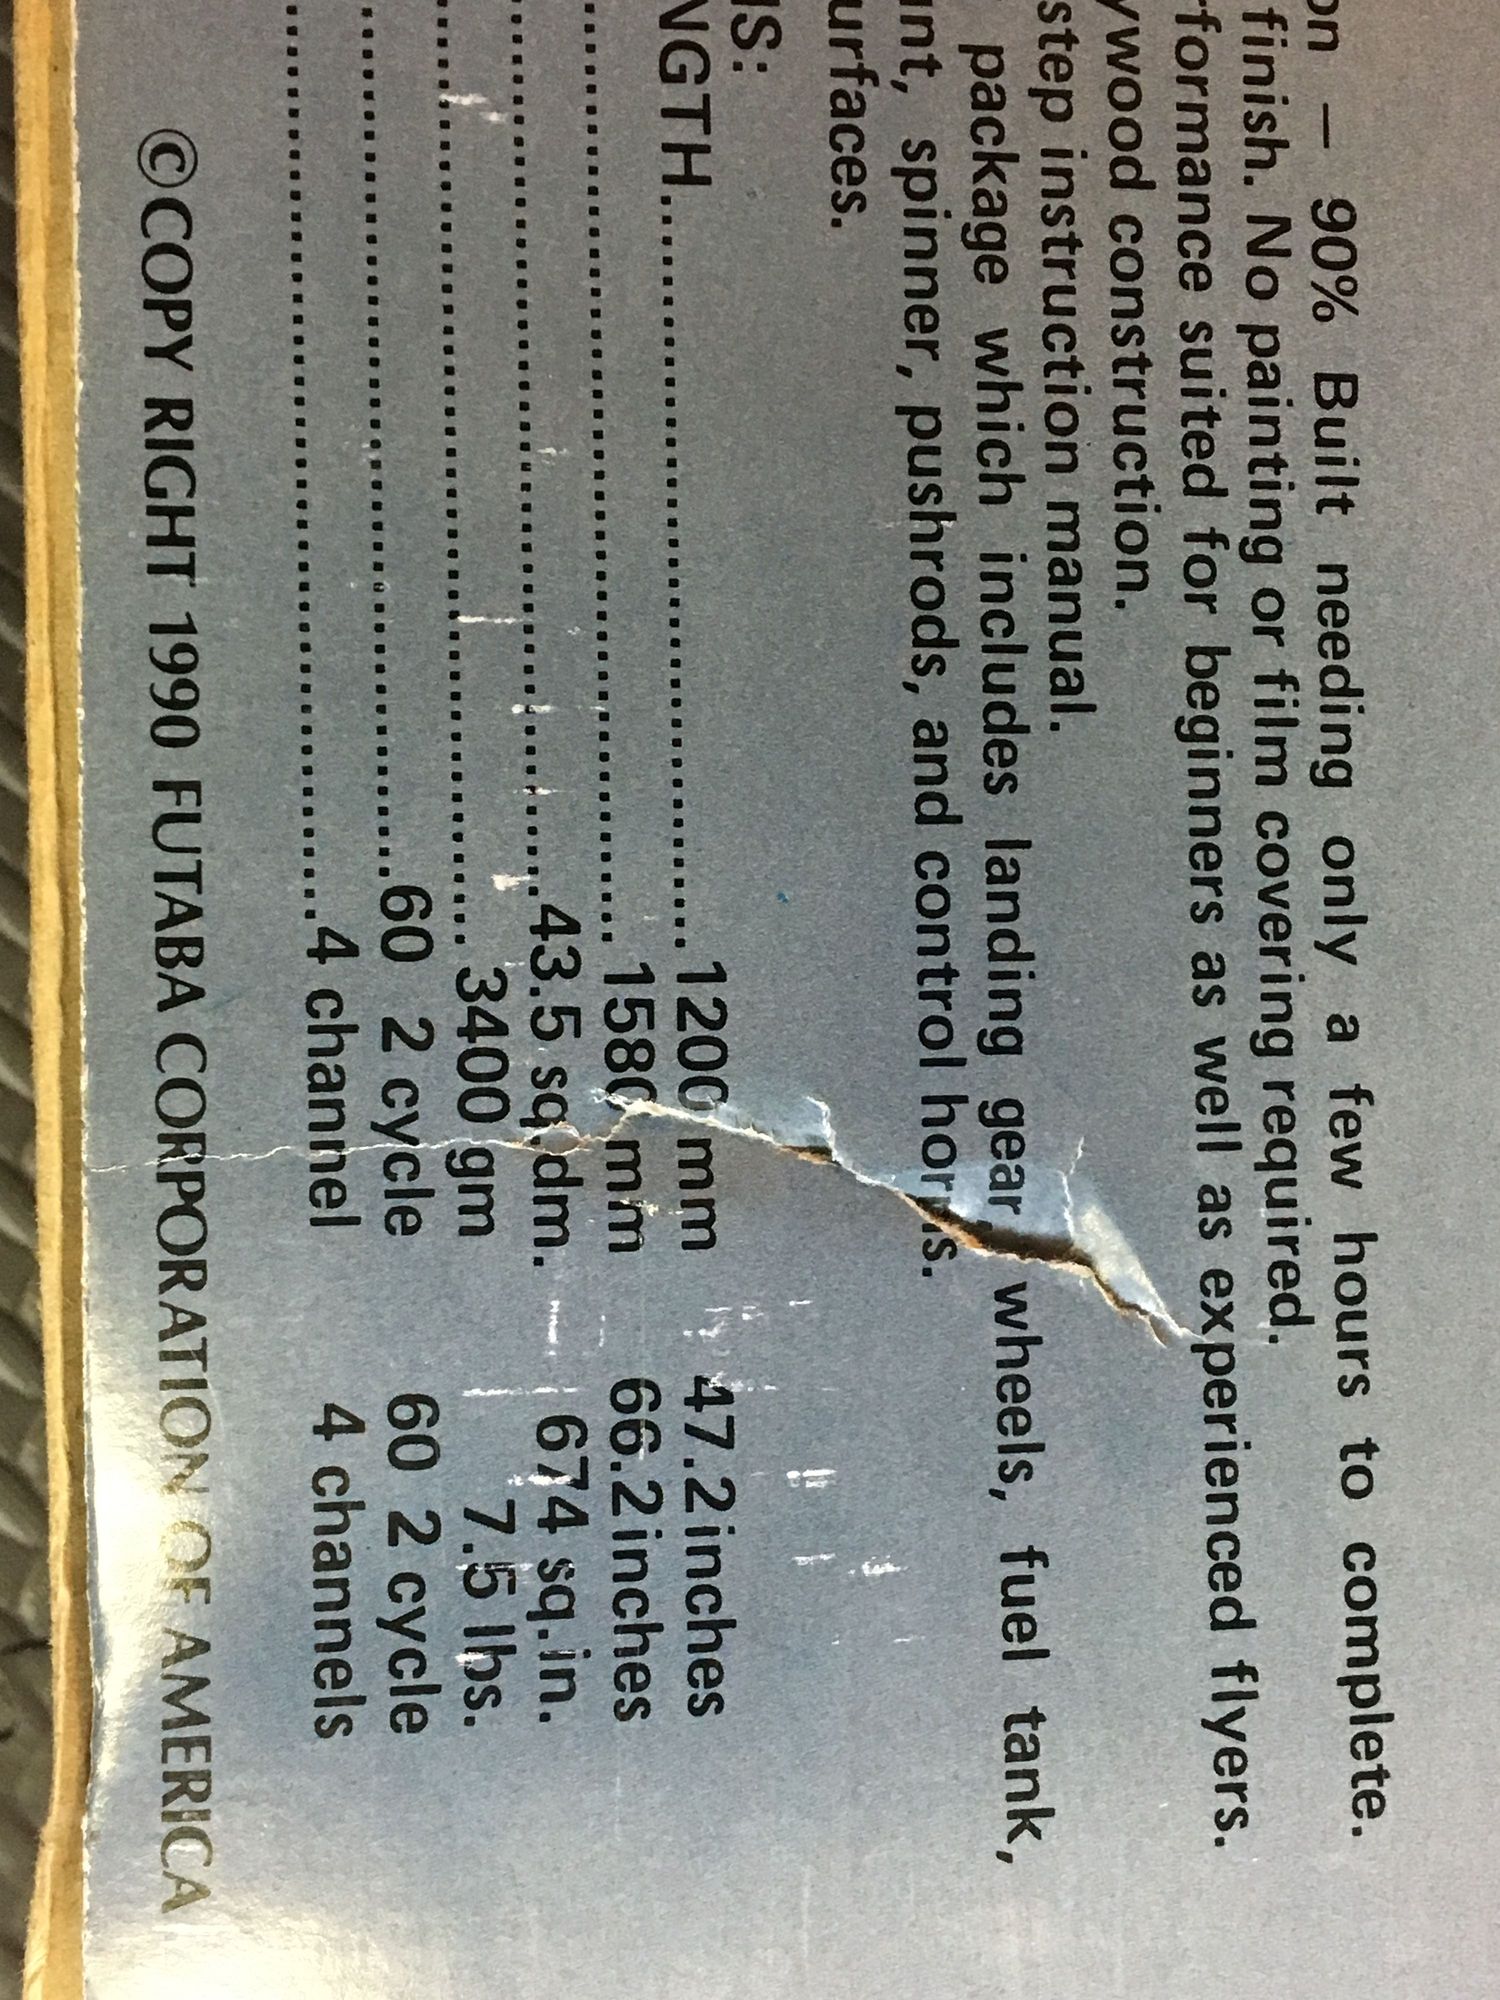 on — 90% Built needing only a few hours to complete.
finish. No painting or film covering required.
rformance suited for beginners as well as experienced flyers.
ywood construction.
step instruction manual.
package which includes landing gear, wheels, fuel tank,
unt, spinner, pushrods, and control horns.
urfaces.
NS:
NGTH.......................................... 1200 mm 47.2 inches
.......................................... 1580 mm 66.2 inches
..........................................43.5 sq.dm. 674 sq.in.
.......................................... 3400 gm 7.5 lbs.
..........................................60 2 cycle 60 2 cycle
..........................................4 channel 4 channels
©COPY RIGHT 1990 FUTABA CORPORATION OF AMERICA